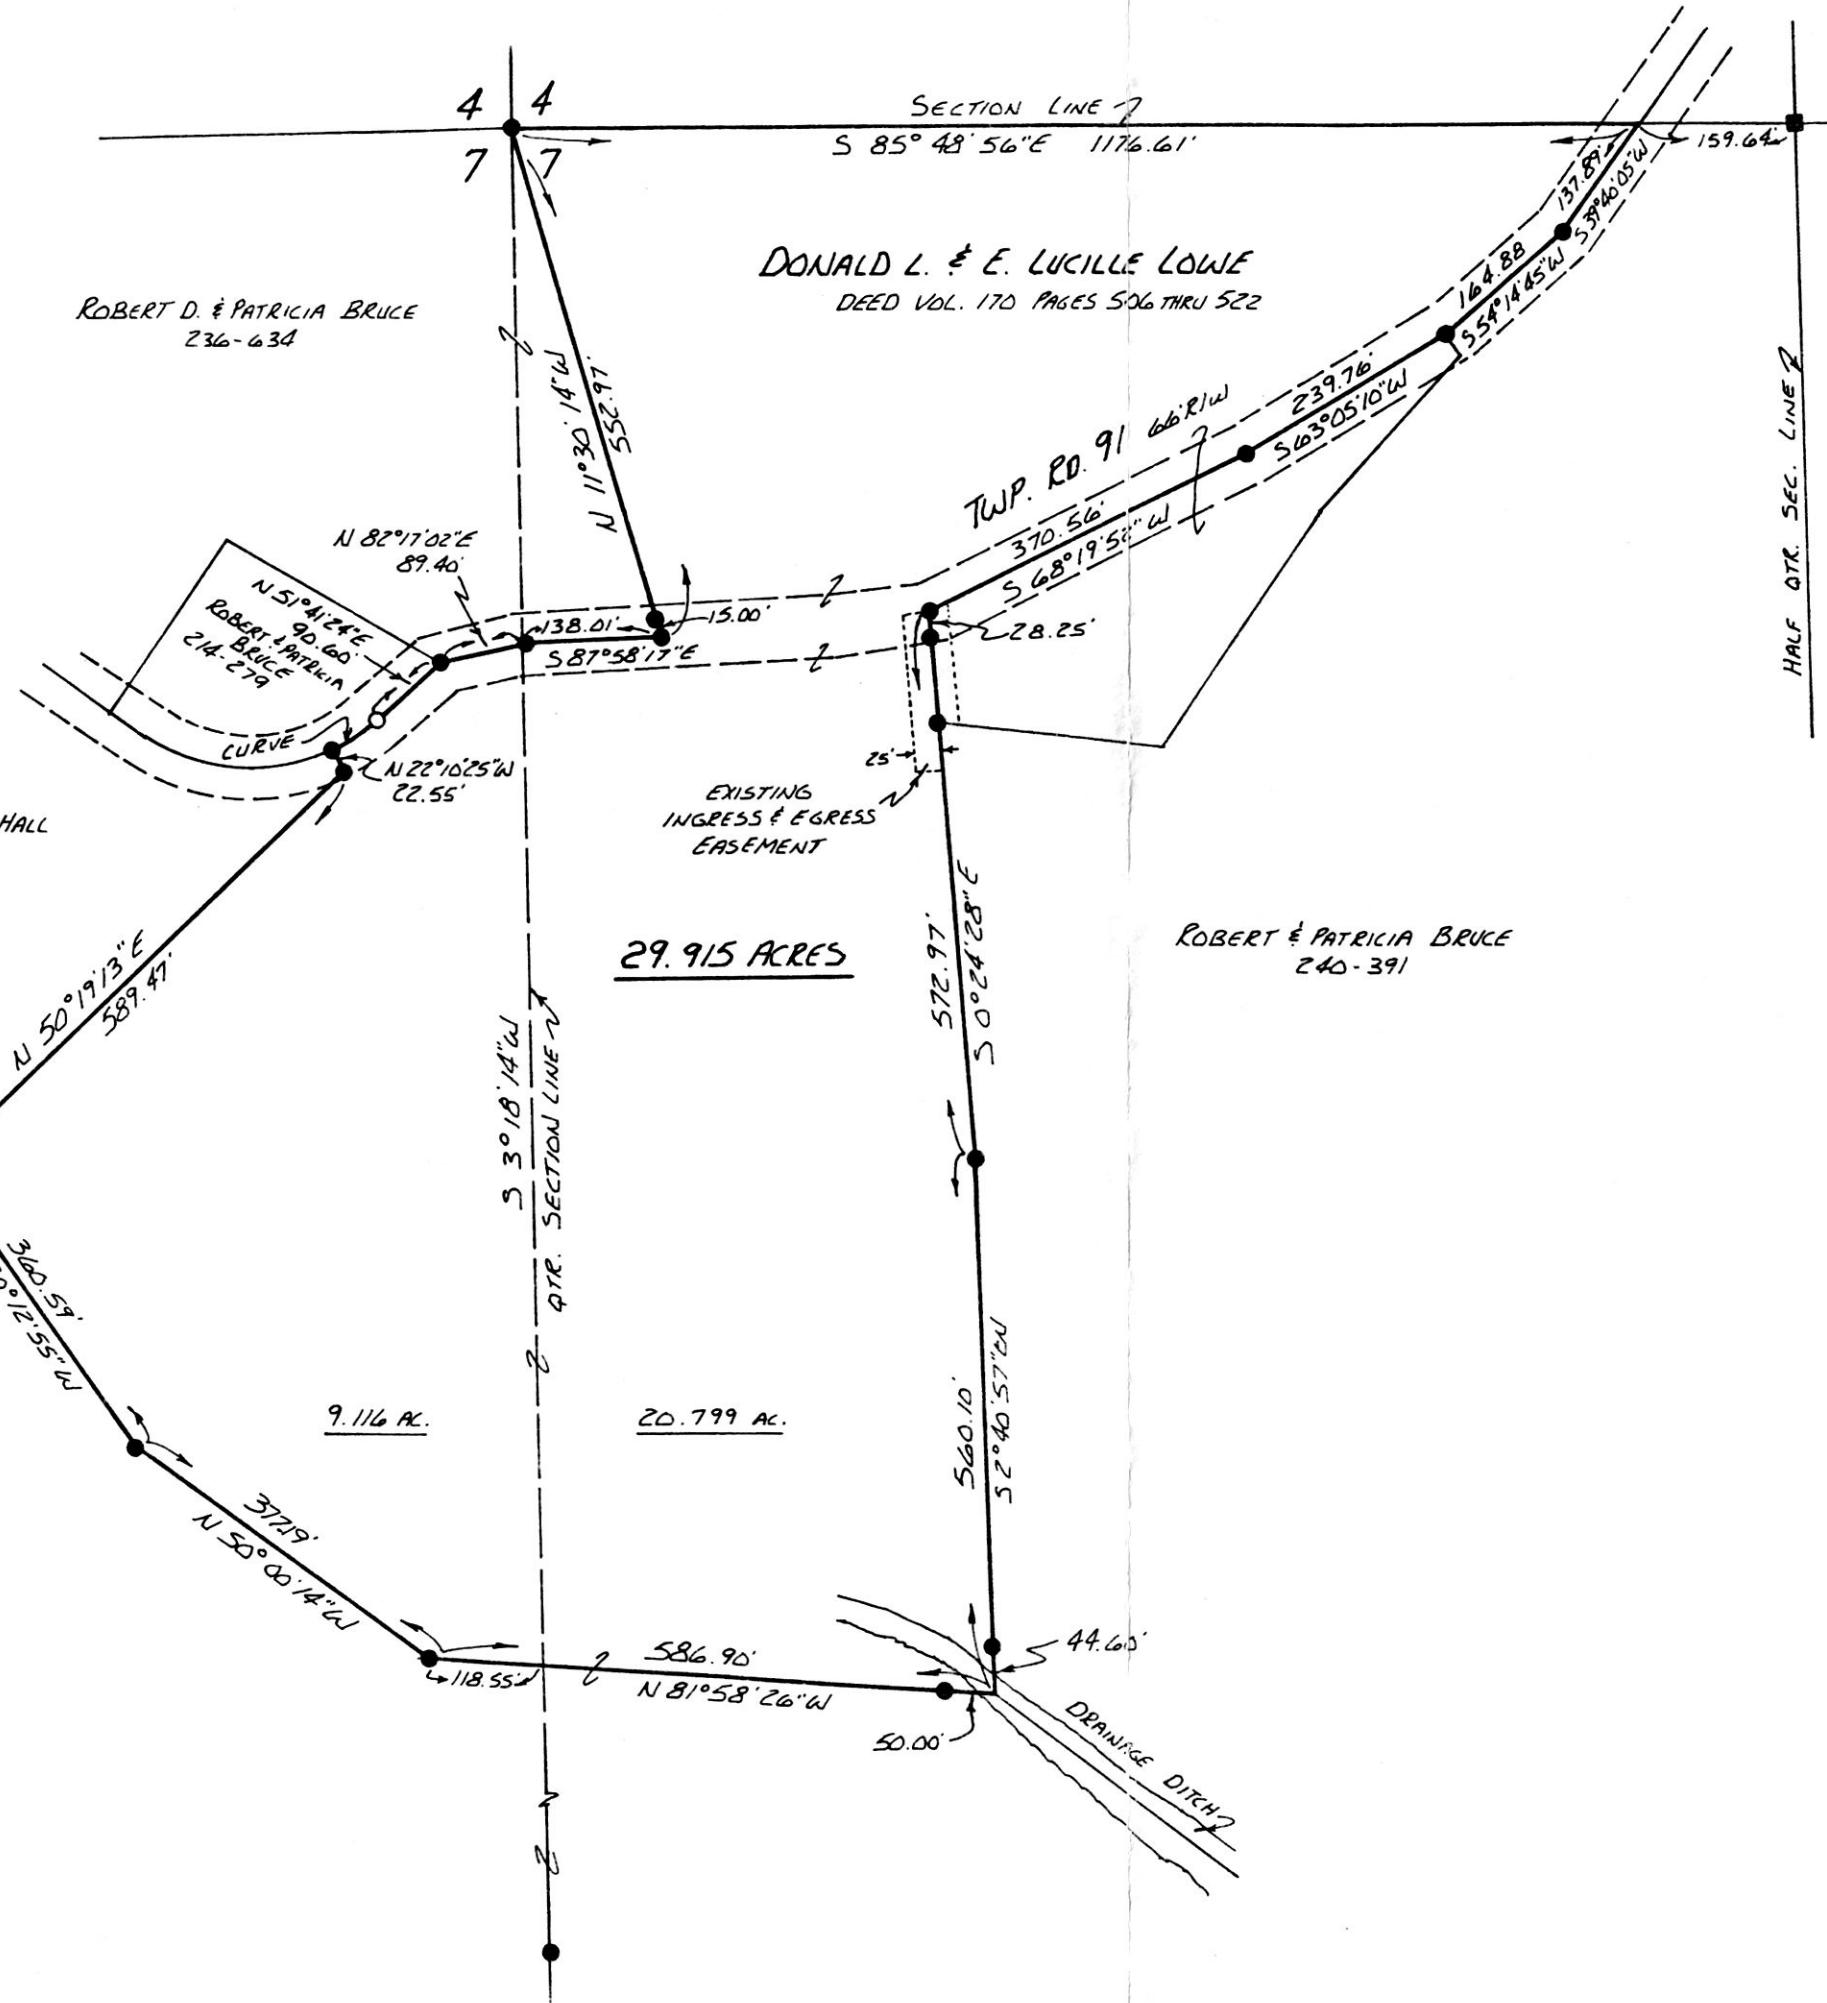 4 4
7 7
SECTION LINE
S 85° 48' 56" E 1176.61'
159.64'
137.89'
S 39°40'05" W
164.88
S 54°14'45" W
DONALD L. & E. LUCILLE LOWE
DEED VOL. 170 PAGES 506 THRU 522
ROBERT D. & PATRICIA BRUCE
236-634
N 11°30'14" W
552.97'
239.76'
S 63°05'10" W
TWP. RD. 91 66' R/W
370.56'
S 68°19'52" W
HALF QTR. SEC. LINE
N 82°17'02" E
89.40'
N 51°41'24" E
90.60'
ROBERT & PATRICIA
BRUCE
214-279
138.01'
15.00'
S 87°58'17" E
28.25'
CURVE
N 22°10'25" W
22.55'
25'
EXISTING
INGRESS & EGRESS
EASEMENT
HALL
N 50°19'13" E
589.47'
29.915 ACRES
572.97'
S 0°24'28" E
ROBERT & PATRICIA BRUCE
240-391
S 3°18'14" W
QTR. SECTION LINE
360.59'
0°12'55" W
9.116 AC.
20.799 AC.
560.10'
S 2°40'57" W
377.19'
N 50°00'14" W
118.55'
586.90'
N 81°58'26" W
44.60'
50.00'
DRAINAGE DITCH